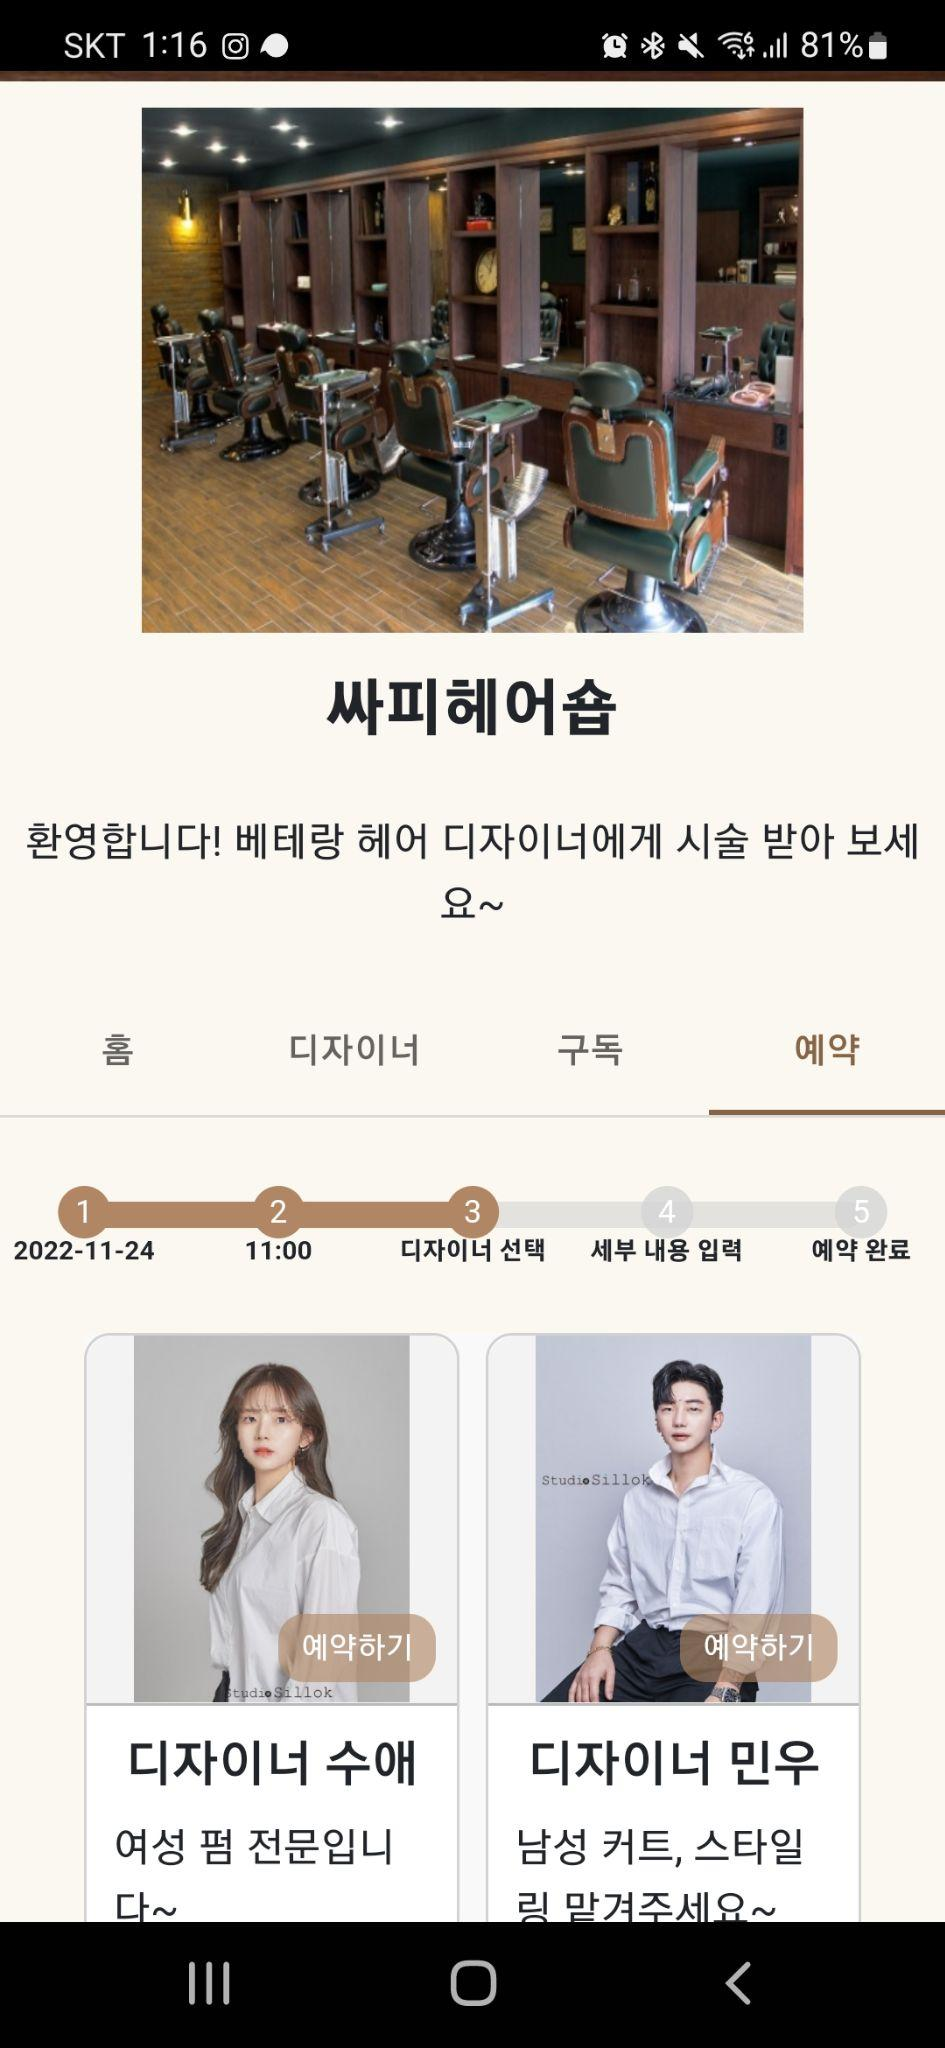 SKT 1:16 81%
싸피헤어숍
환영합니다! 베테랑 헤어 디자이너에게 시술 받아 보세
요~
홈 디자이너 구독 예약
1 2 3 4 5
2022-11-24 11:00 디자이너 선택 세부 내용 입력 예약 완료
Studio Sillok
예약하기 예약하기
Studio Sillok
디자이너 수애 디자이너 민우
여성 펌 전문입니 남성 커트, 스타일
다~ 링 맡겨주세요~